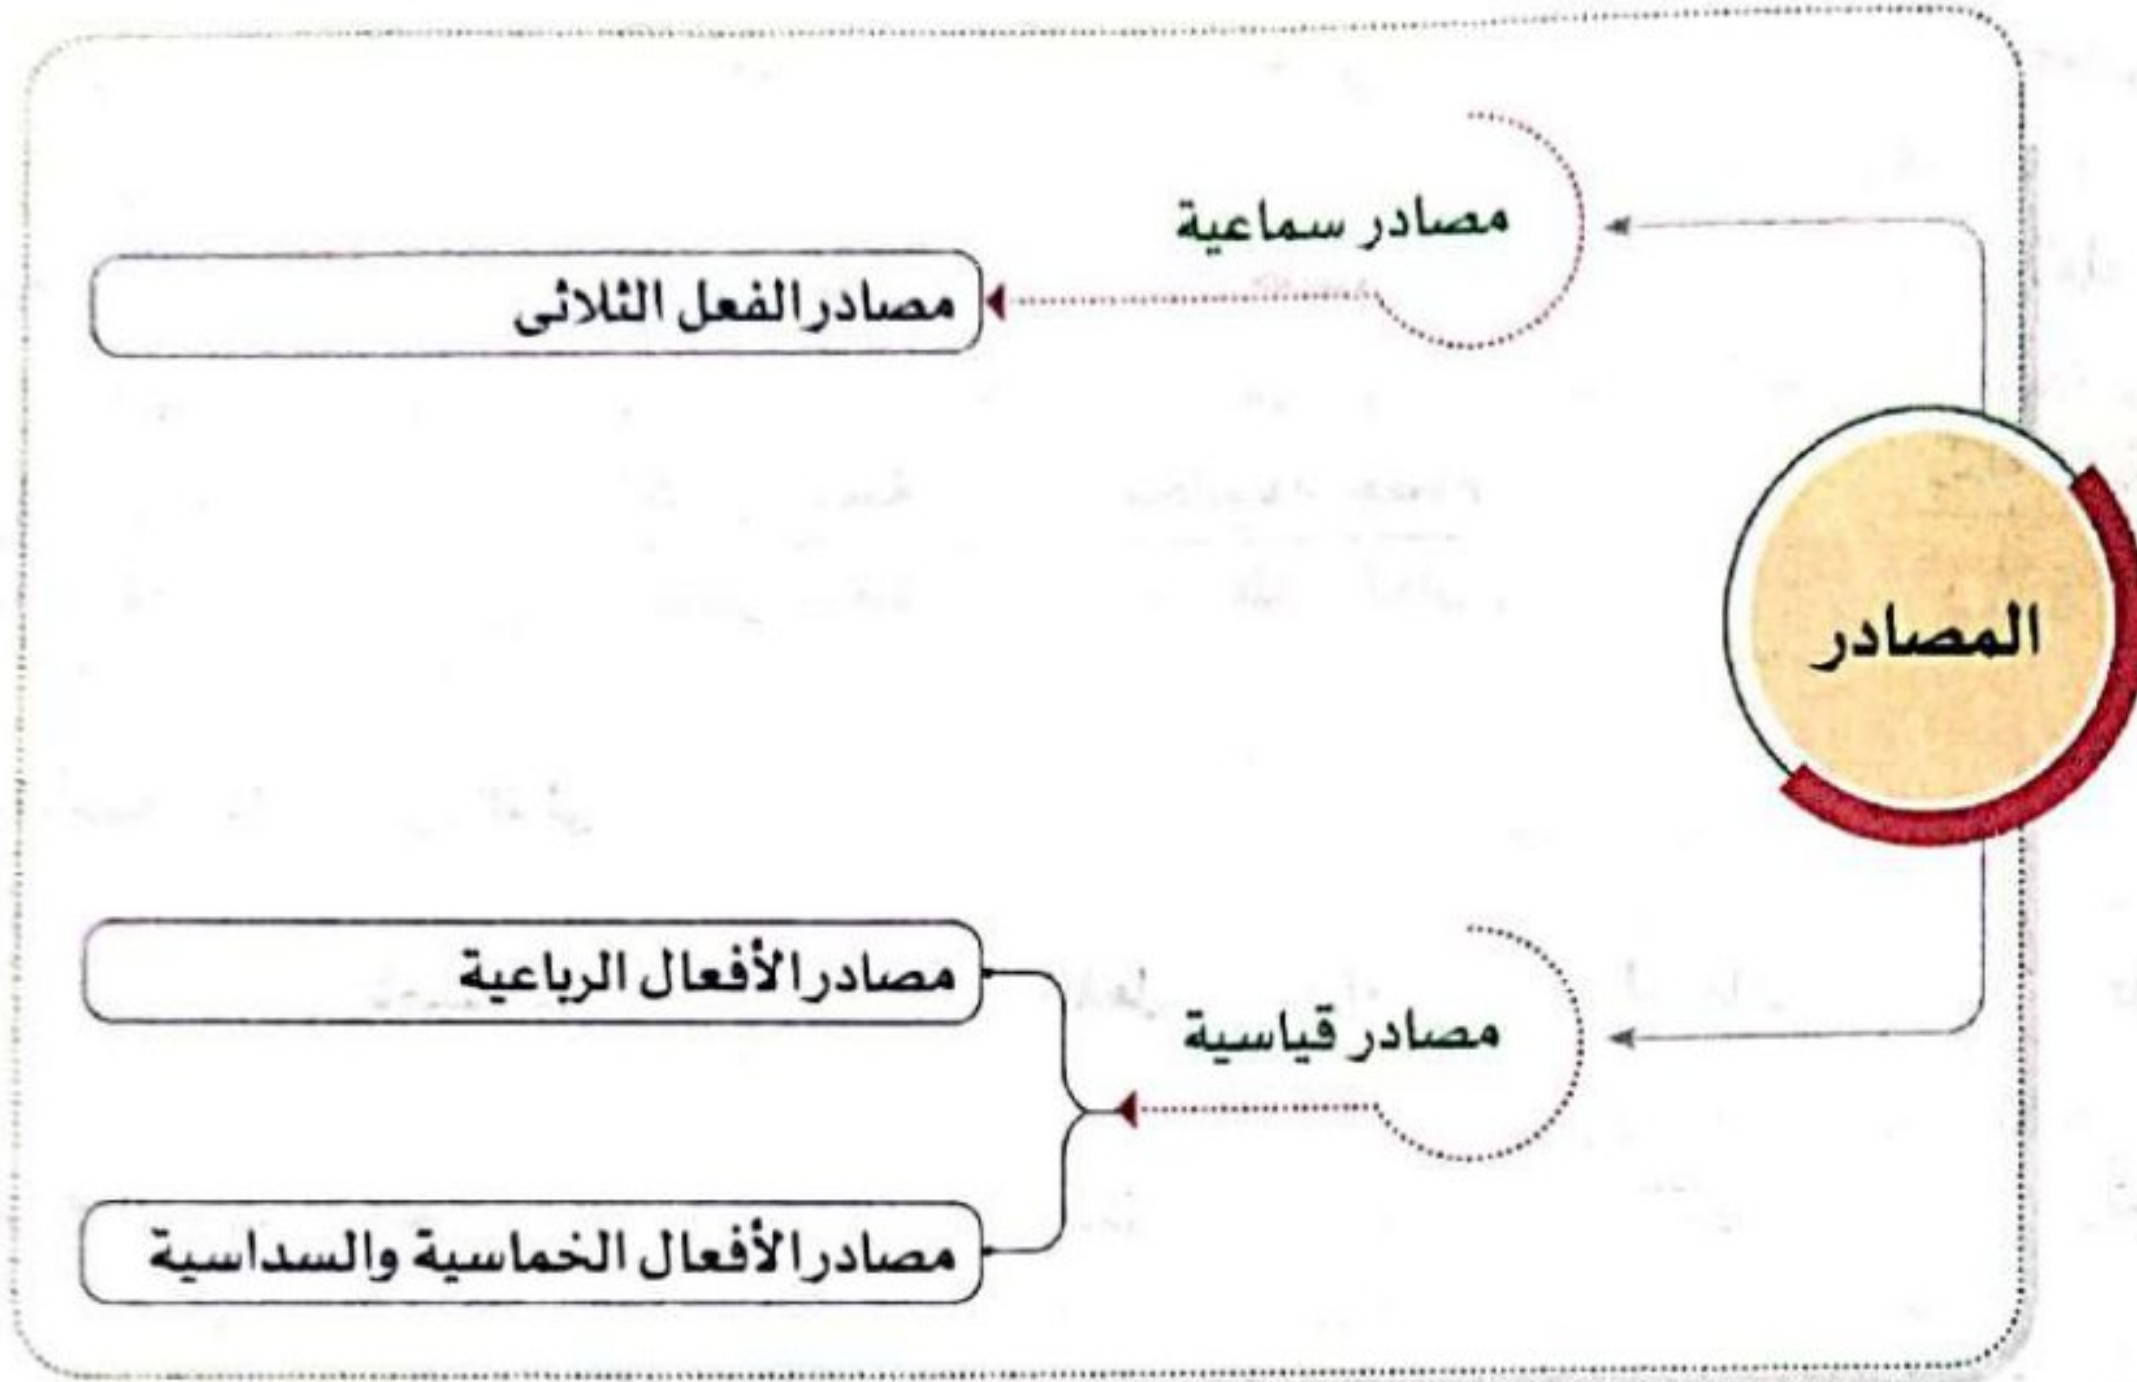 المصادر
مصادر سماعية
مصادر الفعل الثلاثى
مصادر قياسية
مصادر الأفعال الرباعية
مصادر الأفعال الخماسية والسداسية